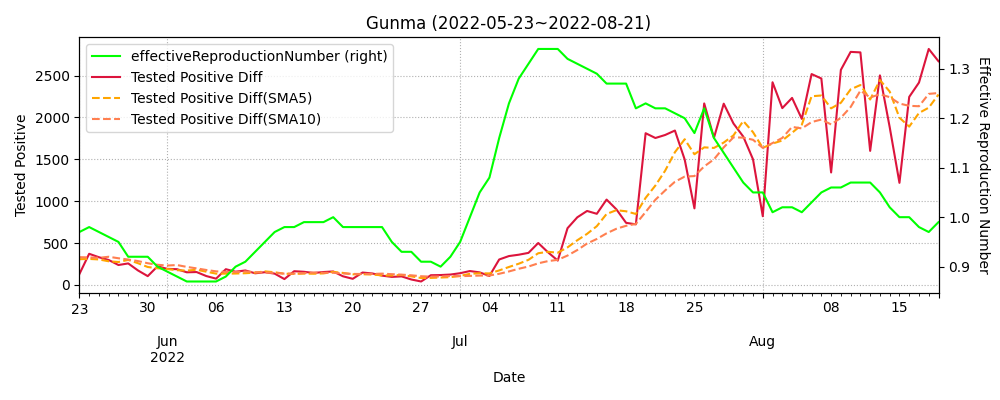 Gunma (2022-05-23~2022-08-21)
effectiveReproductionNumber (right)
Tested Positive Diff
Tested Positive Diff(SMA5)
Tested Positive Diff(SMA10)
Tested Positive
2500
2000
1500
1000
500
0
Effective Reproduction Number
1.3
1.2
1.1
1.0
0.9
23 30 06 13 20 27 04 11 18 25 08 15
Jun Jul Aug
2022
Date